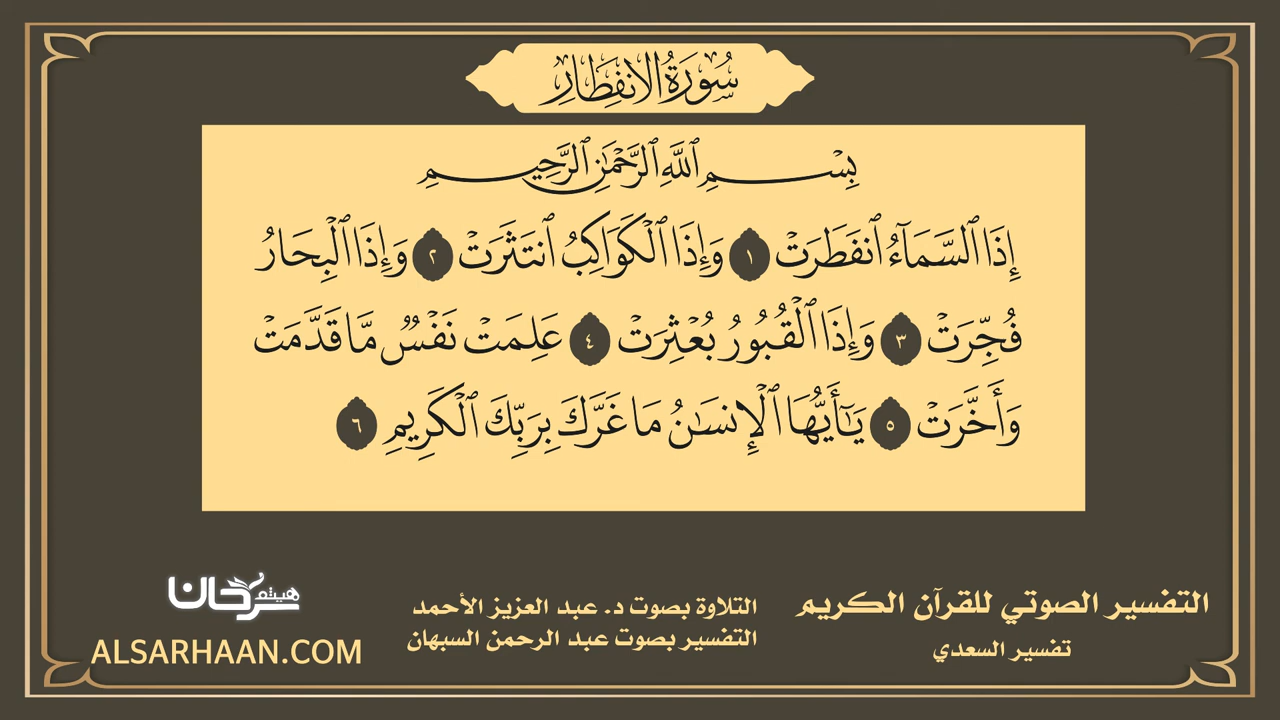 سُورَةُ الِانفِطَارِ
بِسْمِ ٱللَّهِ ٱلرَّحْمَٰنِ ٱلرَّحِيمِ
إِذَا ٱلسَّمَآءُ ٱنفَطَرَتْ ١ وَإِذَا ٱلْكَوَاكِبُ ٱنتَثَرَتْ ٢ وَإِذَا ٱلْبِحَارُ
فُجِّرَتْ ٣ وَإِذَا ٱلْقُبُورُ بُعْثِرَتْ ٤ عَلِمَتْ نَفْسٌ مَّا قَدَّمَتْ
وَأَخَّرَتْ ٥ يَٰٓأَيُّهَا ٱلْإِنسَٰنُ مَا غَرَّكَ بِرَبِّكَ ٱلْكَرِيمِ ٦
التفسير الصوتي للقرآن الكريم
تفسير السعدي
التلاوة بصوت د. عبد العزيز الأحمد
التفسير بصوت عبد الرحمن السبهان
هيثم سرحان
ALSARHAAN.COM